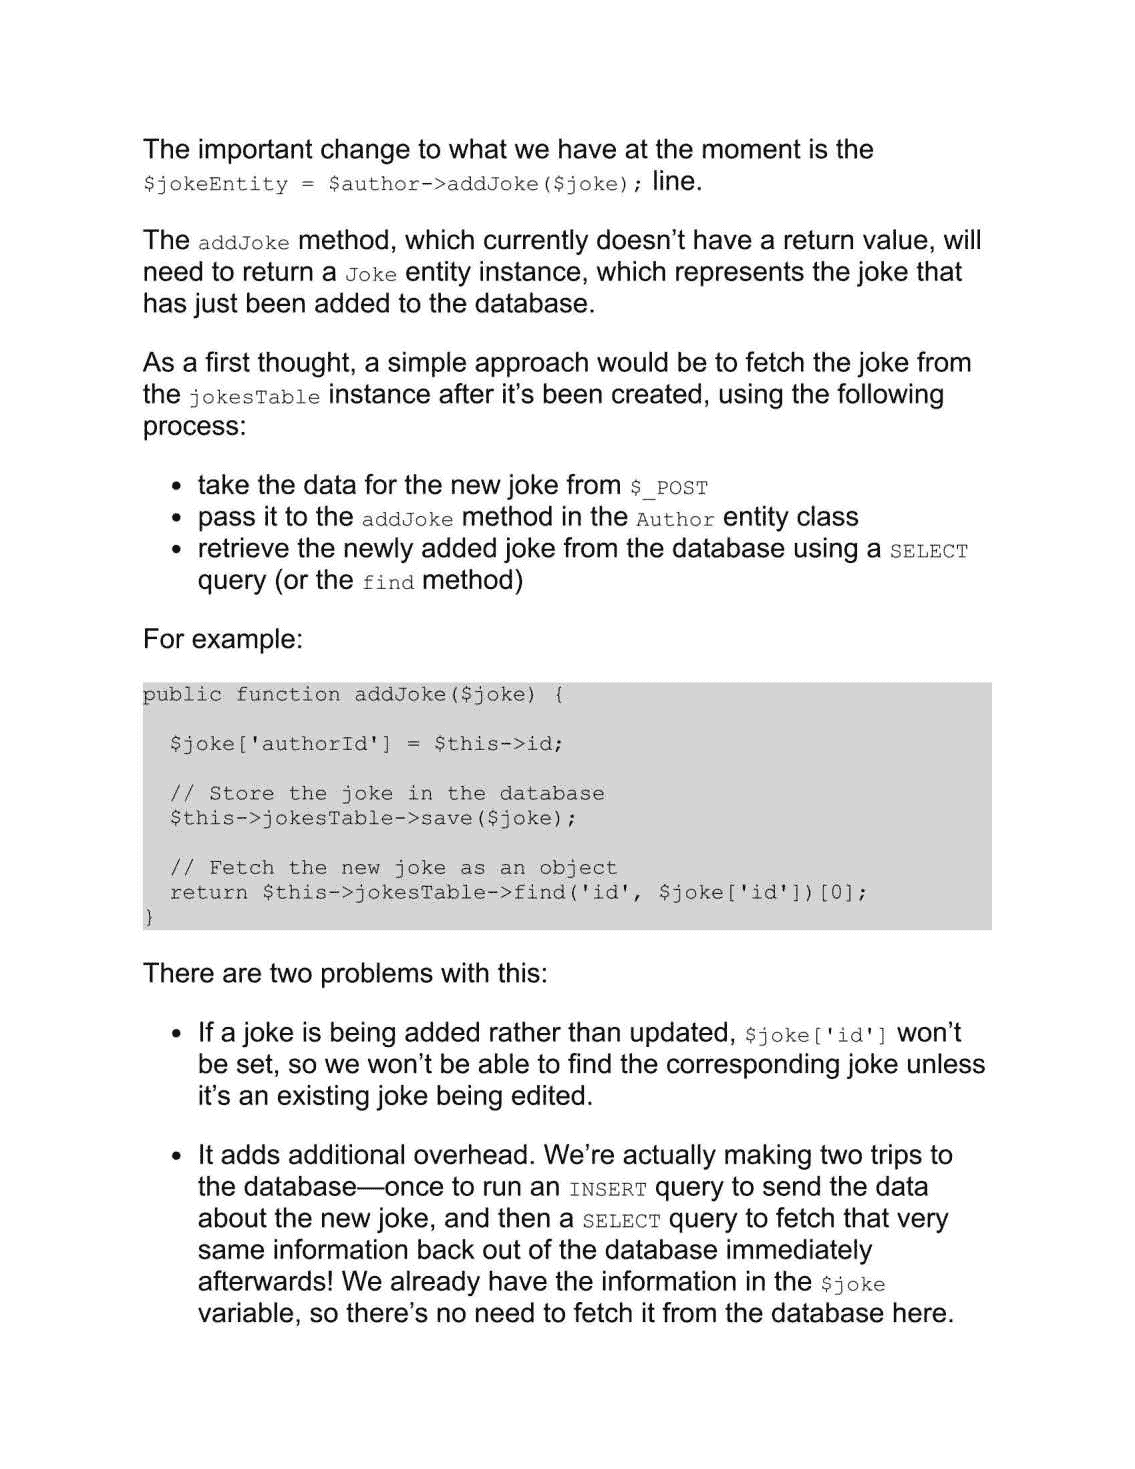 The important change to what we have at the moment is the
$jokeEntity = $author->addJoke($joke); line.
The addJoke method, which currently doesn’t have a return value, will
need to return a Joke entity instance, which represents the joke that
has just been added to the database.
As a first thought, a simple approach would be to fetch the joke from
the jokesTable instance after it’s been created, using the following
process:
• take the data for the new joke from $_POST
• pass it to the addJoke method in the Author entity class
• retrieve the newly added joke from the database using a SELECT
query (or the find method)
For example:
public function addJoke($joke) {
$joke['authorId'] = $this->id;
// Store the joke in the database
$this->jokesTable->save($joke);
// Fetch the new joke as an object
return $this->jokesTable->find('id', $joke['id'])[0];
}
There are two problems with this:
• If a joke is being added rather than updated, $joke['id'] won’t
be set, so we won’t be able to find the corresponding joke unless
it’s an existing joke being edited.
• It adds additional overhead. We’re actually making two trips to
the database—once to run an INSERT query to send the data
about the new joke, and then a SELECT query to fetch that very
same information back out of the database immediately
afterwards! We already have the information in the $joke
variable, so there’s no need to fetch it from the database here.